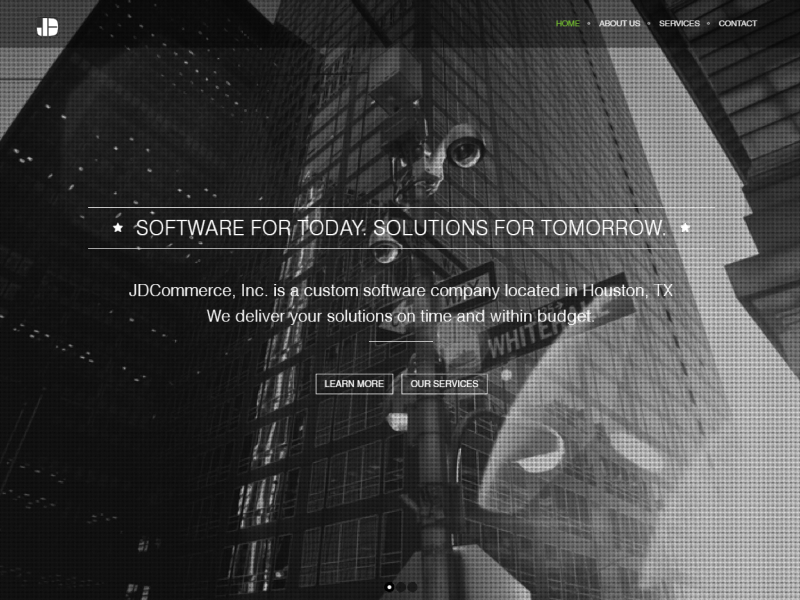 JD
HOME
ABOUT US
SERVICES
CONTACT
SOFTWARE FOR TODAY. SOLUTIONS FOR TOMORROW.
JDCommerce, Inc. is a custom software company located in Houston, TX
We deliver your solutions on time and within budget.
LEARN MORE
OUR SERVICES